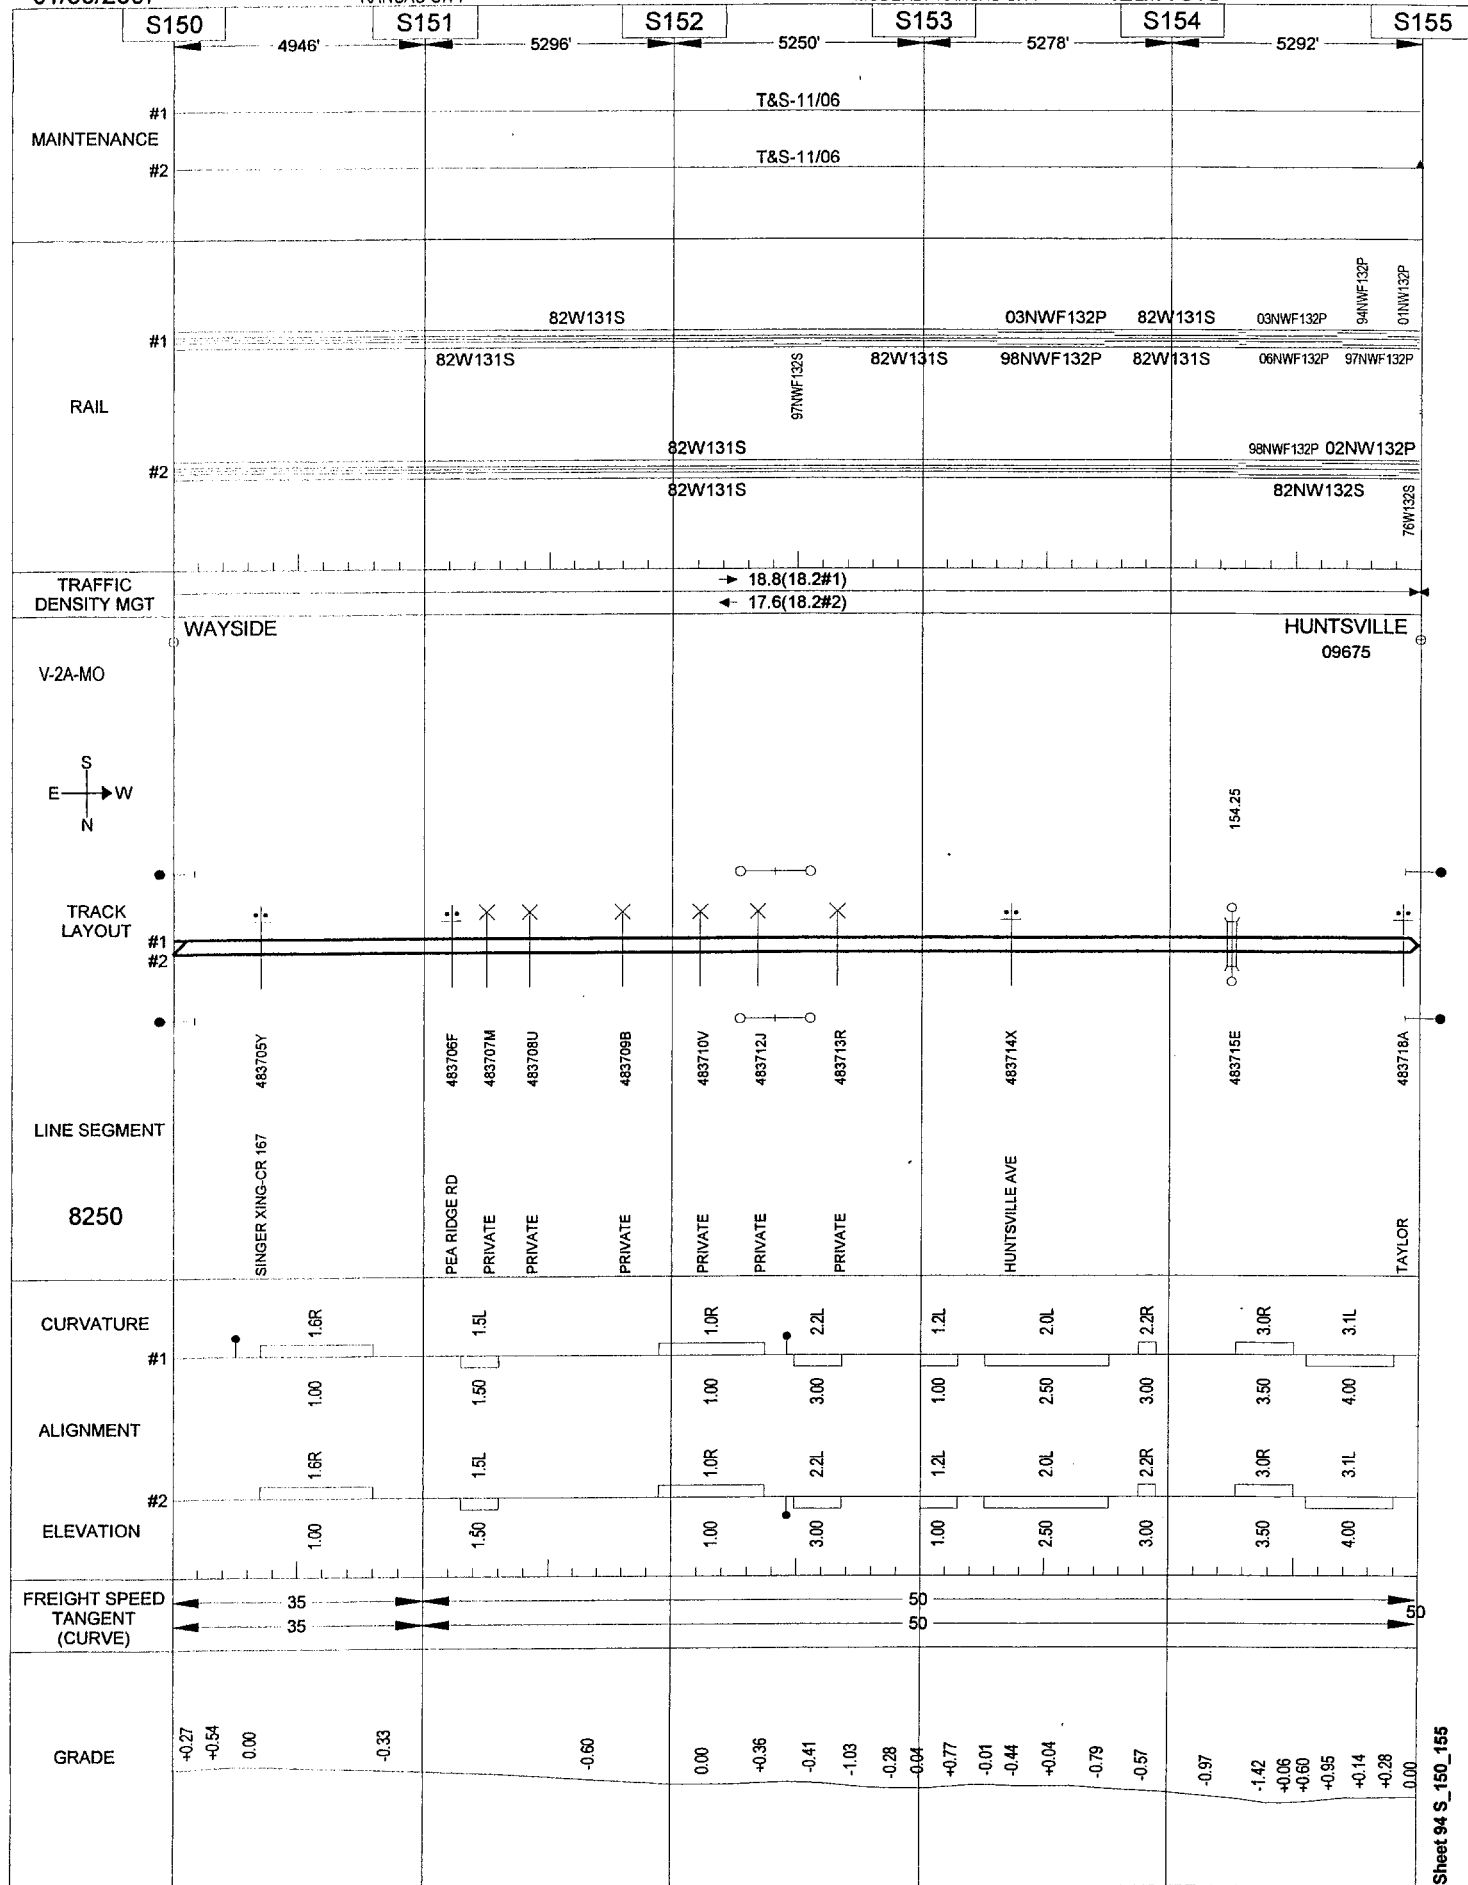 S150 S151 S152 S153 S154 S155
4946' 5296' 5250' 5278' 5292'
MAINTENANCE
#1 T&S-11/06
#2 T&S-11/06
RAIL
94NWF132P 01NW132P
82W131S 03NWF132P 82W131S 03NWF132P
#1
82W131S 97NWF132S 82W131S 98NWF132P 82W131S 06NWF132P 97NWF132P
82W131S 98NWF132P 02NW132P
#2
82W131S 82NW132S 76W132S
TRAFFIC
DENSITY MGT
18.8(18.2#1)
17.6(18.2#2)
WAYSIDE HUNTSVILLE
09675
V-2A-MO
S
E W
N
154.25
TRACK
LAYOUT
#1
#2
483705Y 483706F 483707M 483708U 483709B 483710V 483712J 483713R 483714X 483715E 483718A
LINE SEGMENT
8250
SINGER XING-CR 167 PEA RIDGE RD PRIVATE PRIVATE PRIVATE PRIVATE PRIVATE PRIVATE HUNTSVILLE AVE TAYLOR
CURVATURE
1.6R 1.5L 1.0R 2.2L 1.2L 2.0L 2.2R 3.0R 3.1L
#1
1.00 1.50 1.00 3.00 1.00 2.50 3.00 3.50 4.00
ALIGNMENT
1.6R 1.5L 1.0R 2.2L 1.2L 2.0L 2.2R 3.0R 3.1L
#2
ELEVATION
1.00 1.50 1.00 3.00 1.00 2.50 3.00 3.50 4.00
FREIGHT SPEED
TANGENT
(CURVE)
35 50
35 50 50
GRADE
+0.27 +0.54 0.00 -0.33 -0.60 0.00 +0.36 -0.41 -1.03 -0.28 -0.04 +0.77 -0.01 -0.44 +0.04 -0.79 -0.57 -0.97 -1.42 +0.06 +0.60 +0.95 +0.14 +0.28 0.00
Sheet 94 S_150_155